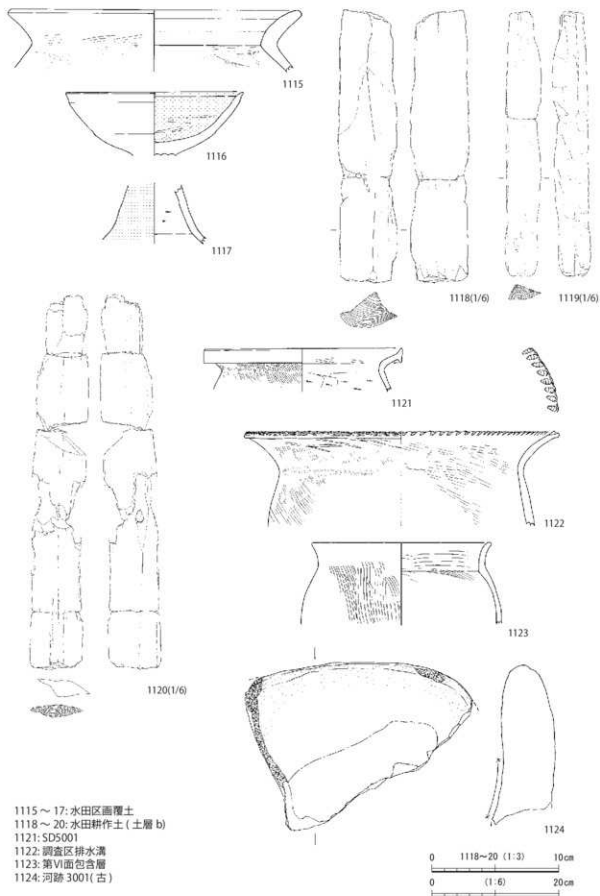 1115
1116
1117
1118(1/6)
1119(1/6)
1120(1/6)
1121
1122
1123
1124
1115～17: 水田区画覆土
1118～20: 水田耕作土(土層b)
1121: SD5001
1122: 調査区排水溝
1123: 第Ⅵ面包含層
1124: 河跡3001(古)
0 1118～20 (1:3) 10cm
0 (1:6) 20cm